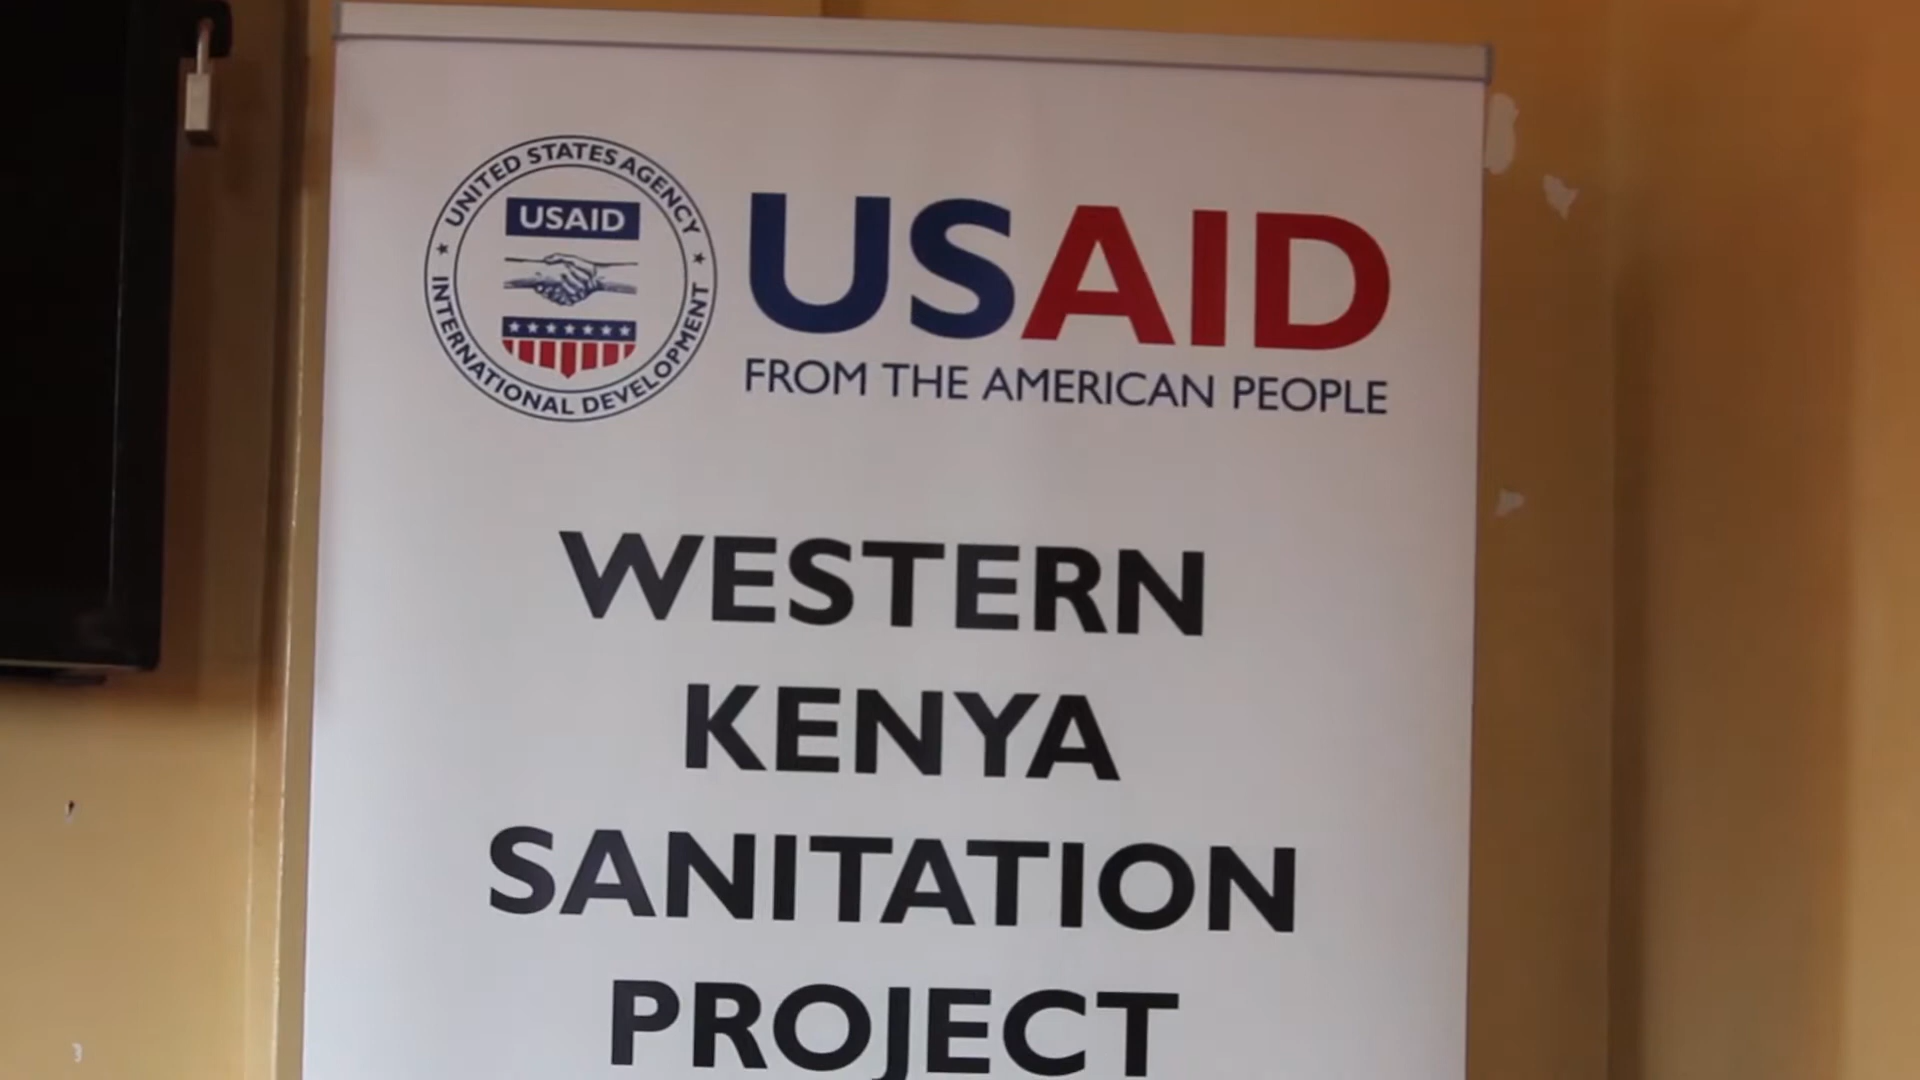 UNITED STATES AGENCY
USAID
INTERNATIONAL DEVELOPMENT
USAID
FROM THE AMERICAN PEOPLE
WESTERN
KENYA
SANITATION
PROJECT